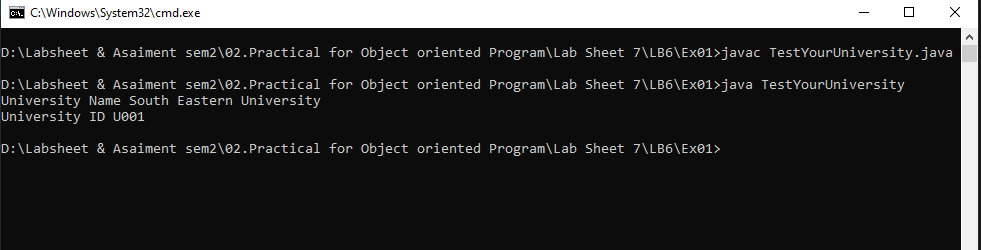 C:\Windows\System32\cmd.exe
D:\Labsheet & Asaiment sem2\02.Practical for Object oriented Program\Lab Sheet 7\LB6\Ex01>javac TestYourUniversity.java
D:\Labsheet & Asaiment sem2\02.Practical for Object oriented Program\Lab Sheet 7\LB6\Ex01>java TestYourUniversity
University Name South Eastern University
University ID U001
D:\Labsheet & Asaiment sem2\02.Practical for Object oriented Program\Lab Sheet 7\LB6\Ex01>